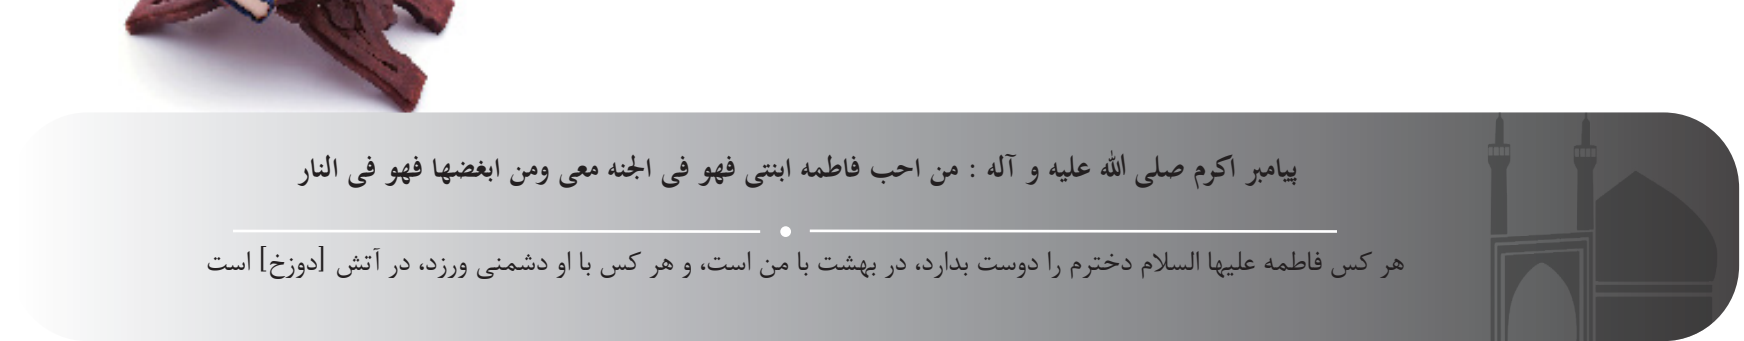 پیامبر اکرم صلی الله علیه و آله : من احب فاطمه ابنتی فهو فی الجنه معی ومن ابغضها فهو فی النار
هر کس فاطمه علیها السلام دخترم را دوست بدارد، در بهشت با من است، و هر کس با او دشمنی ورزد، در آتش [دوزخ] است